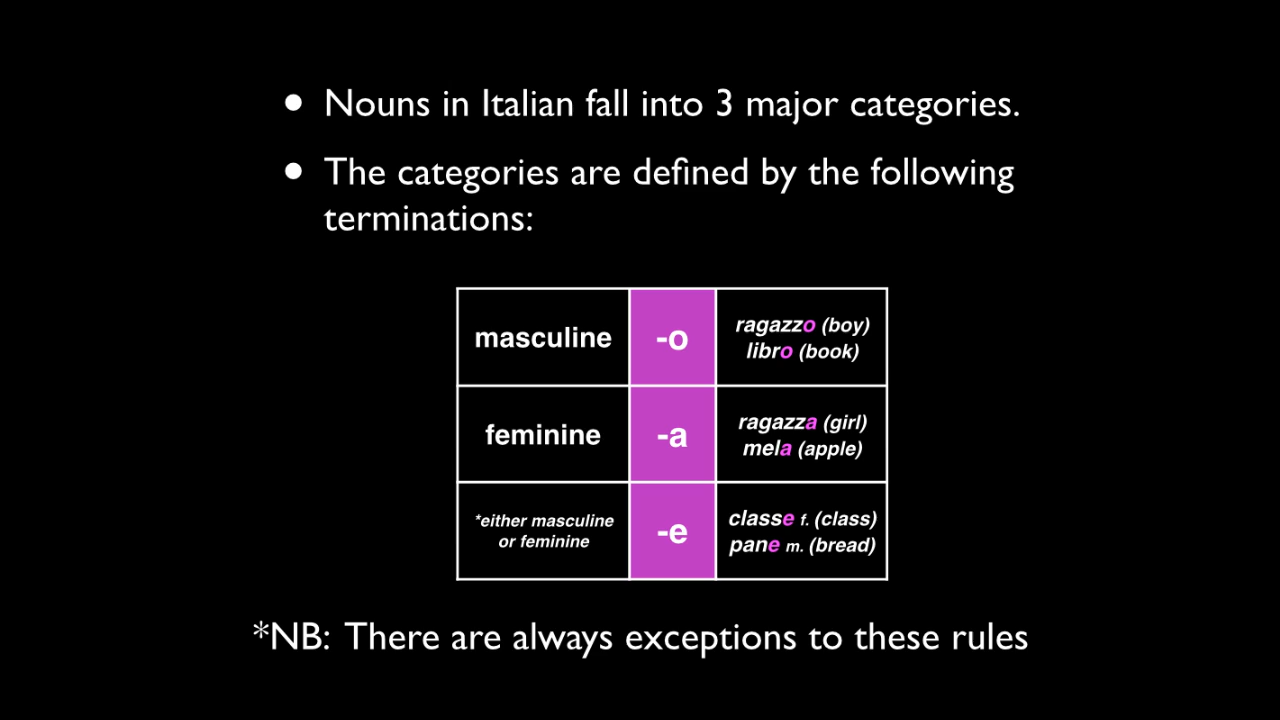 • Nouns in Italian fall into 3 major categories.
• The categories are defined by the following
terminations:
masculine
-o
ragazzo (boy)
libro (book)
feminine
-a
ragazza (girl)
mela (apple)
*either masculine
or feminine
-e
classe f. (class)
pane m. (bread)
*NB: There are always exceptions to these rules